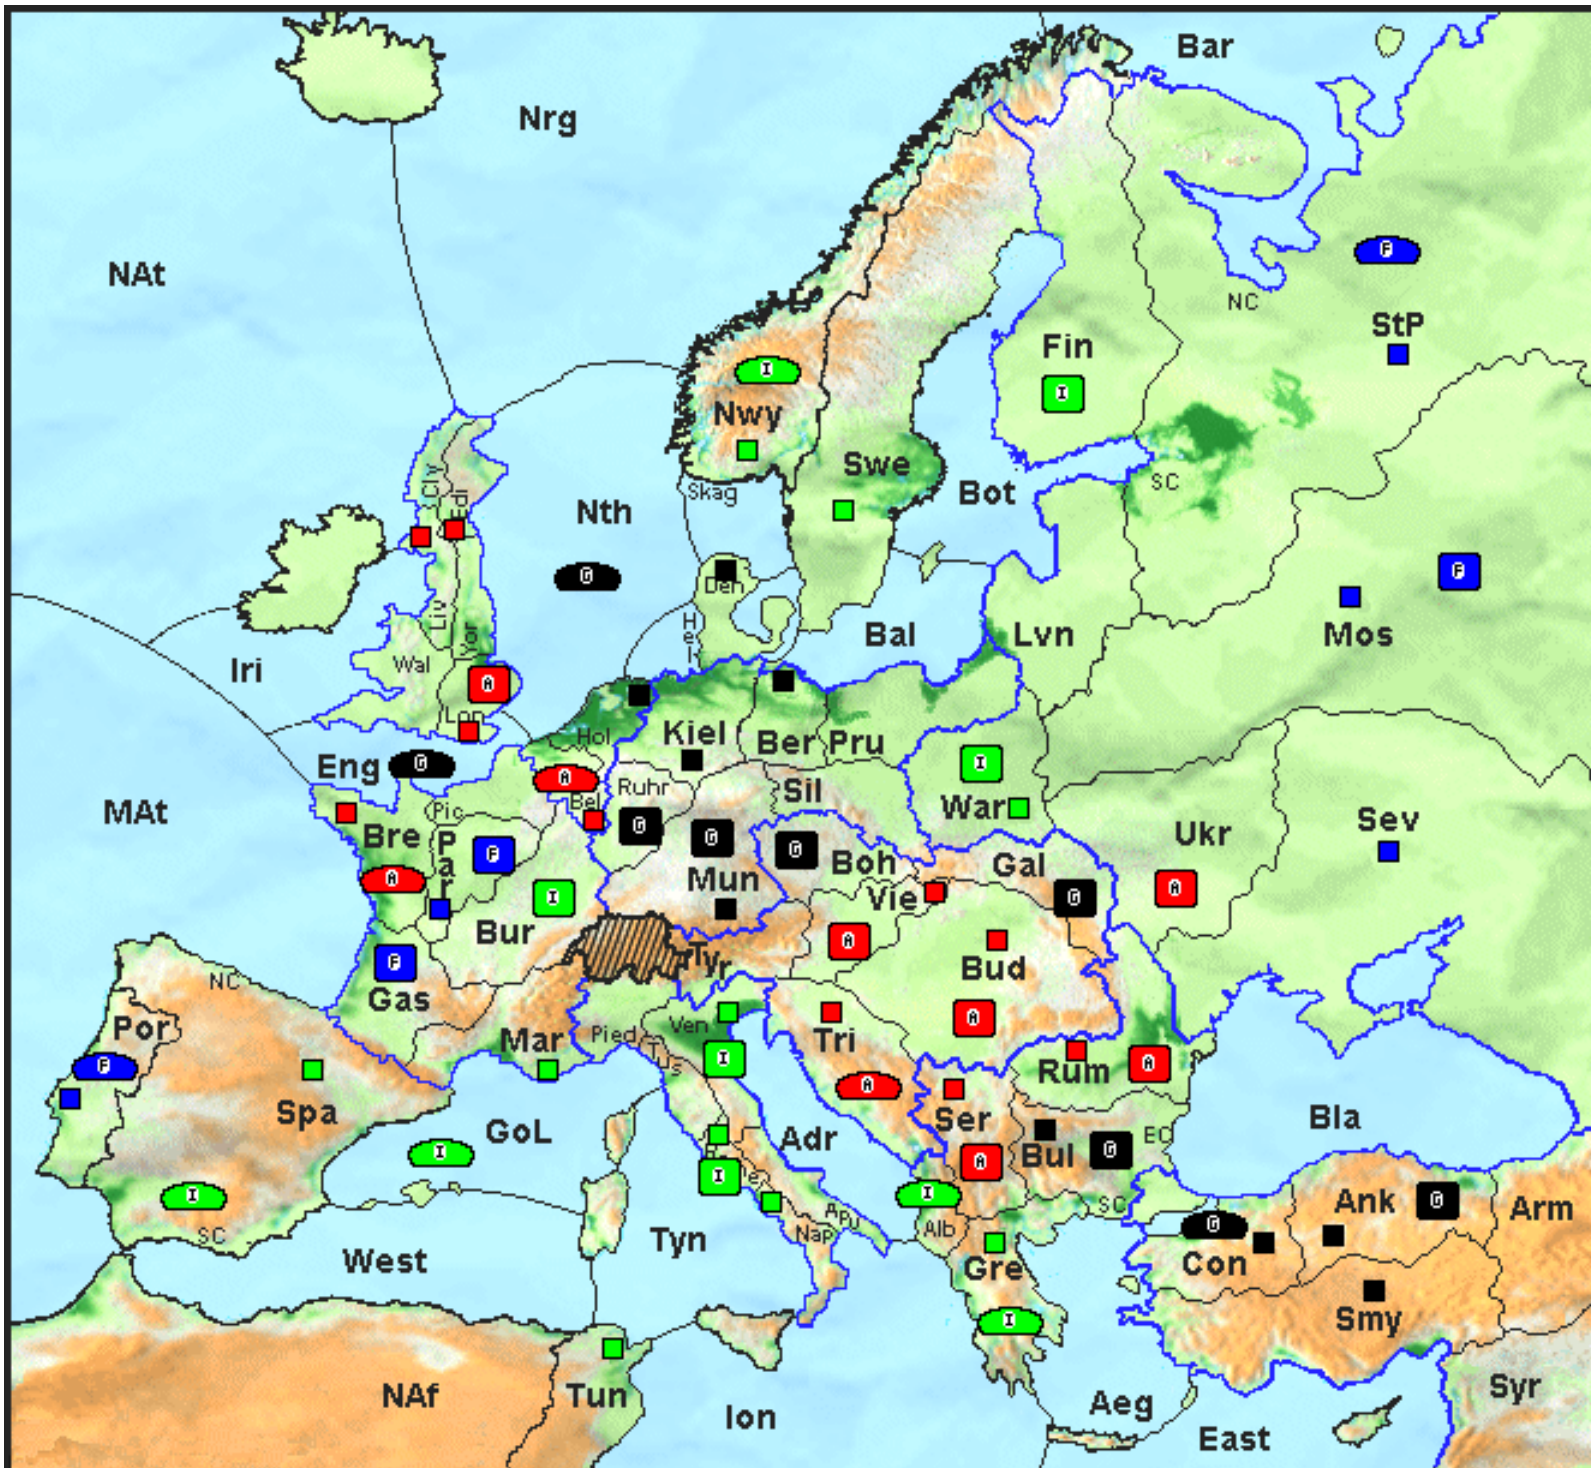 Bar
Nrg
F
NAt
NC
StP
Fin
I
I
Nwy
Swe
Cly
Edi
Skag
Bot
SC
Nth
F
G
Den
Liv
Yor
Hel
Bal
Lvn
Mos
Iri
Wal
A
Lon
Hol
Kiel
Ber
Pru
Eng
G
A
I
Ruhr
Sil
War
MAt
Pic
Bel
Bre
Par
F
G
G
G
Boh
Gal
Ukr
Sev
A
I
Mun
Vie
G
A
Bur
A
Tyr
Bud
F
Gas
NC
Por
Mar
Pied
Ven
Tus
I
Tri
A
Rum
A
F
Spa
GoL
A
Ser
Bla
I
Adr
Bul
G
EC
I
I
A
I
SC
Apu
Nap
Alb
SC
Ank
G
Arm
G
West
Tyn
Gre
Con
I
Smy
NAf
Tun
Ion
Aeg
East
Syr